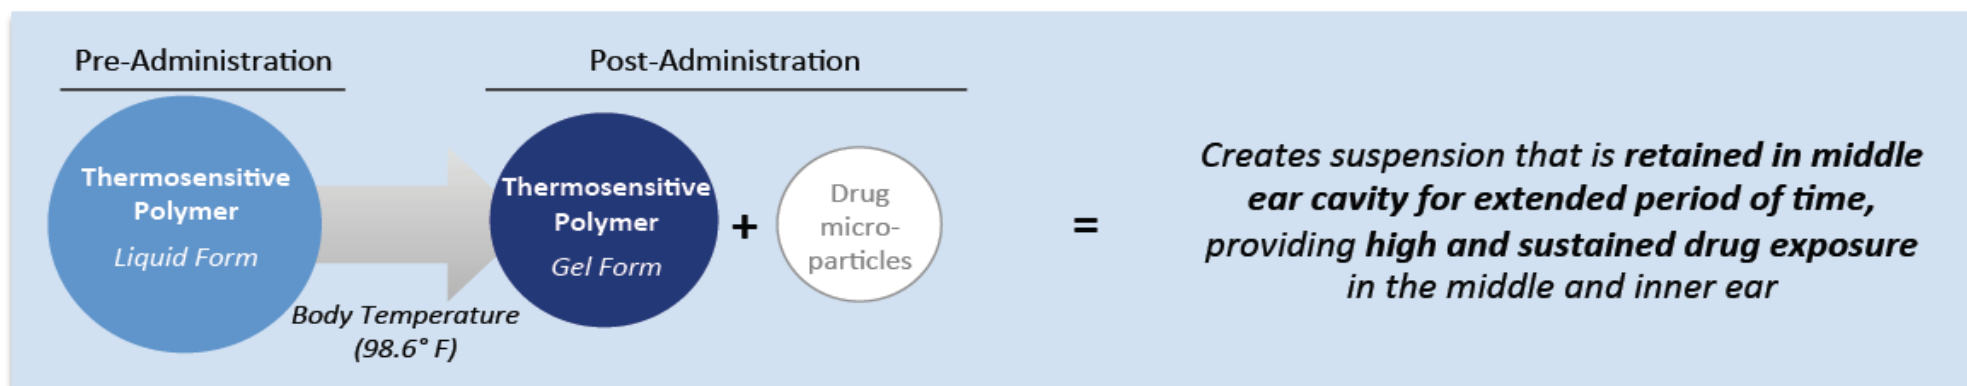 Pre-Administration
Post-Administration
Thermosensitive
Polymer
Liquid Form
Body Temperature
(98.6° F)
Thermosensitive
Polymer
Gel Form
+
Drug
micro-
particles
=
Creates suspension that is retained in middle
ear cavity for extended period of time,
providing high and sustained drug exposure
in the middle and inner ear